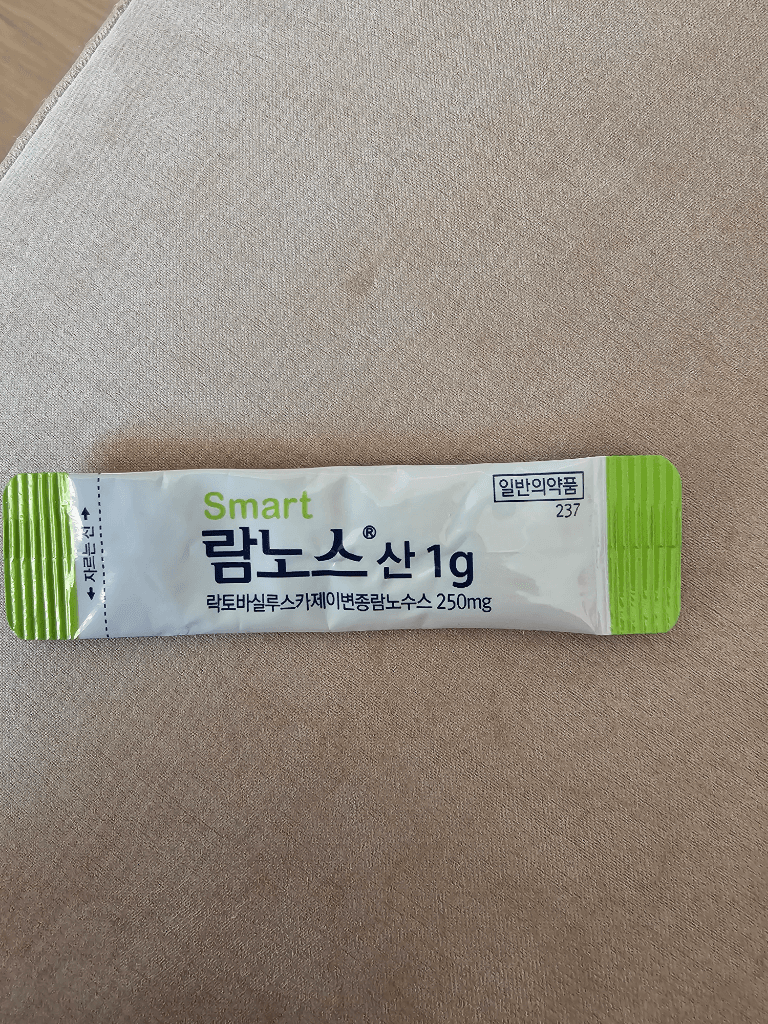 Smart
람노스® 산 1g
락토바실루스카제이변종람노수스 250mg
일반의약품
237
자르는 선